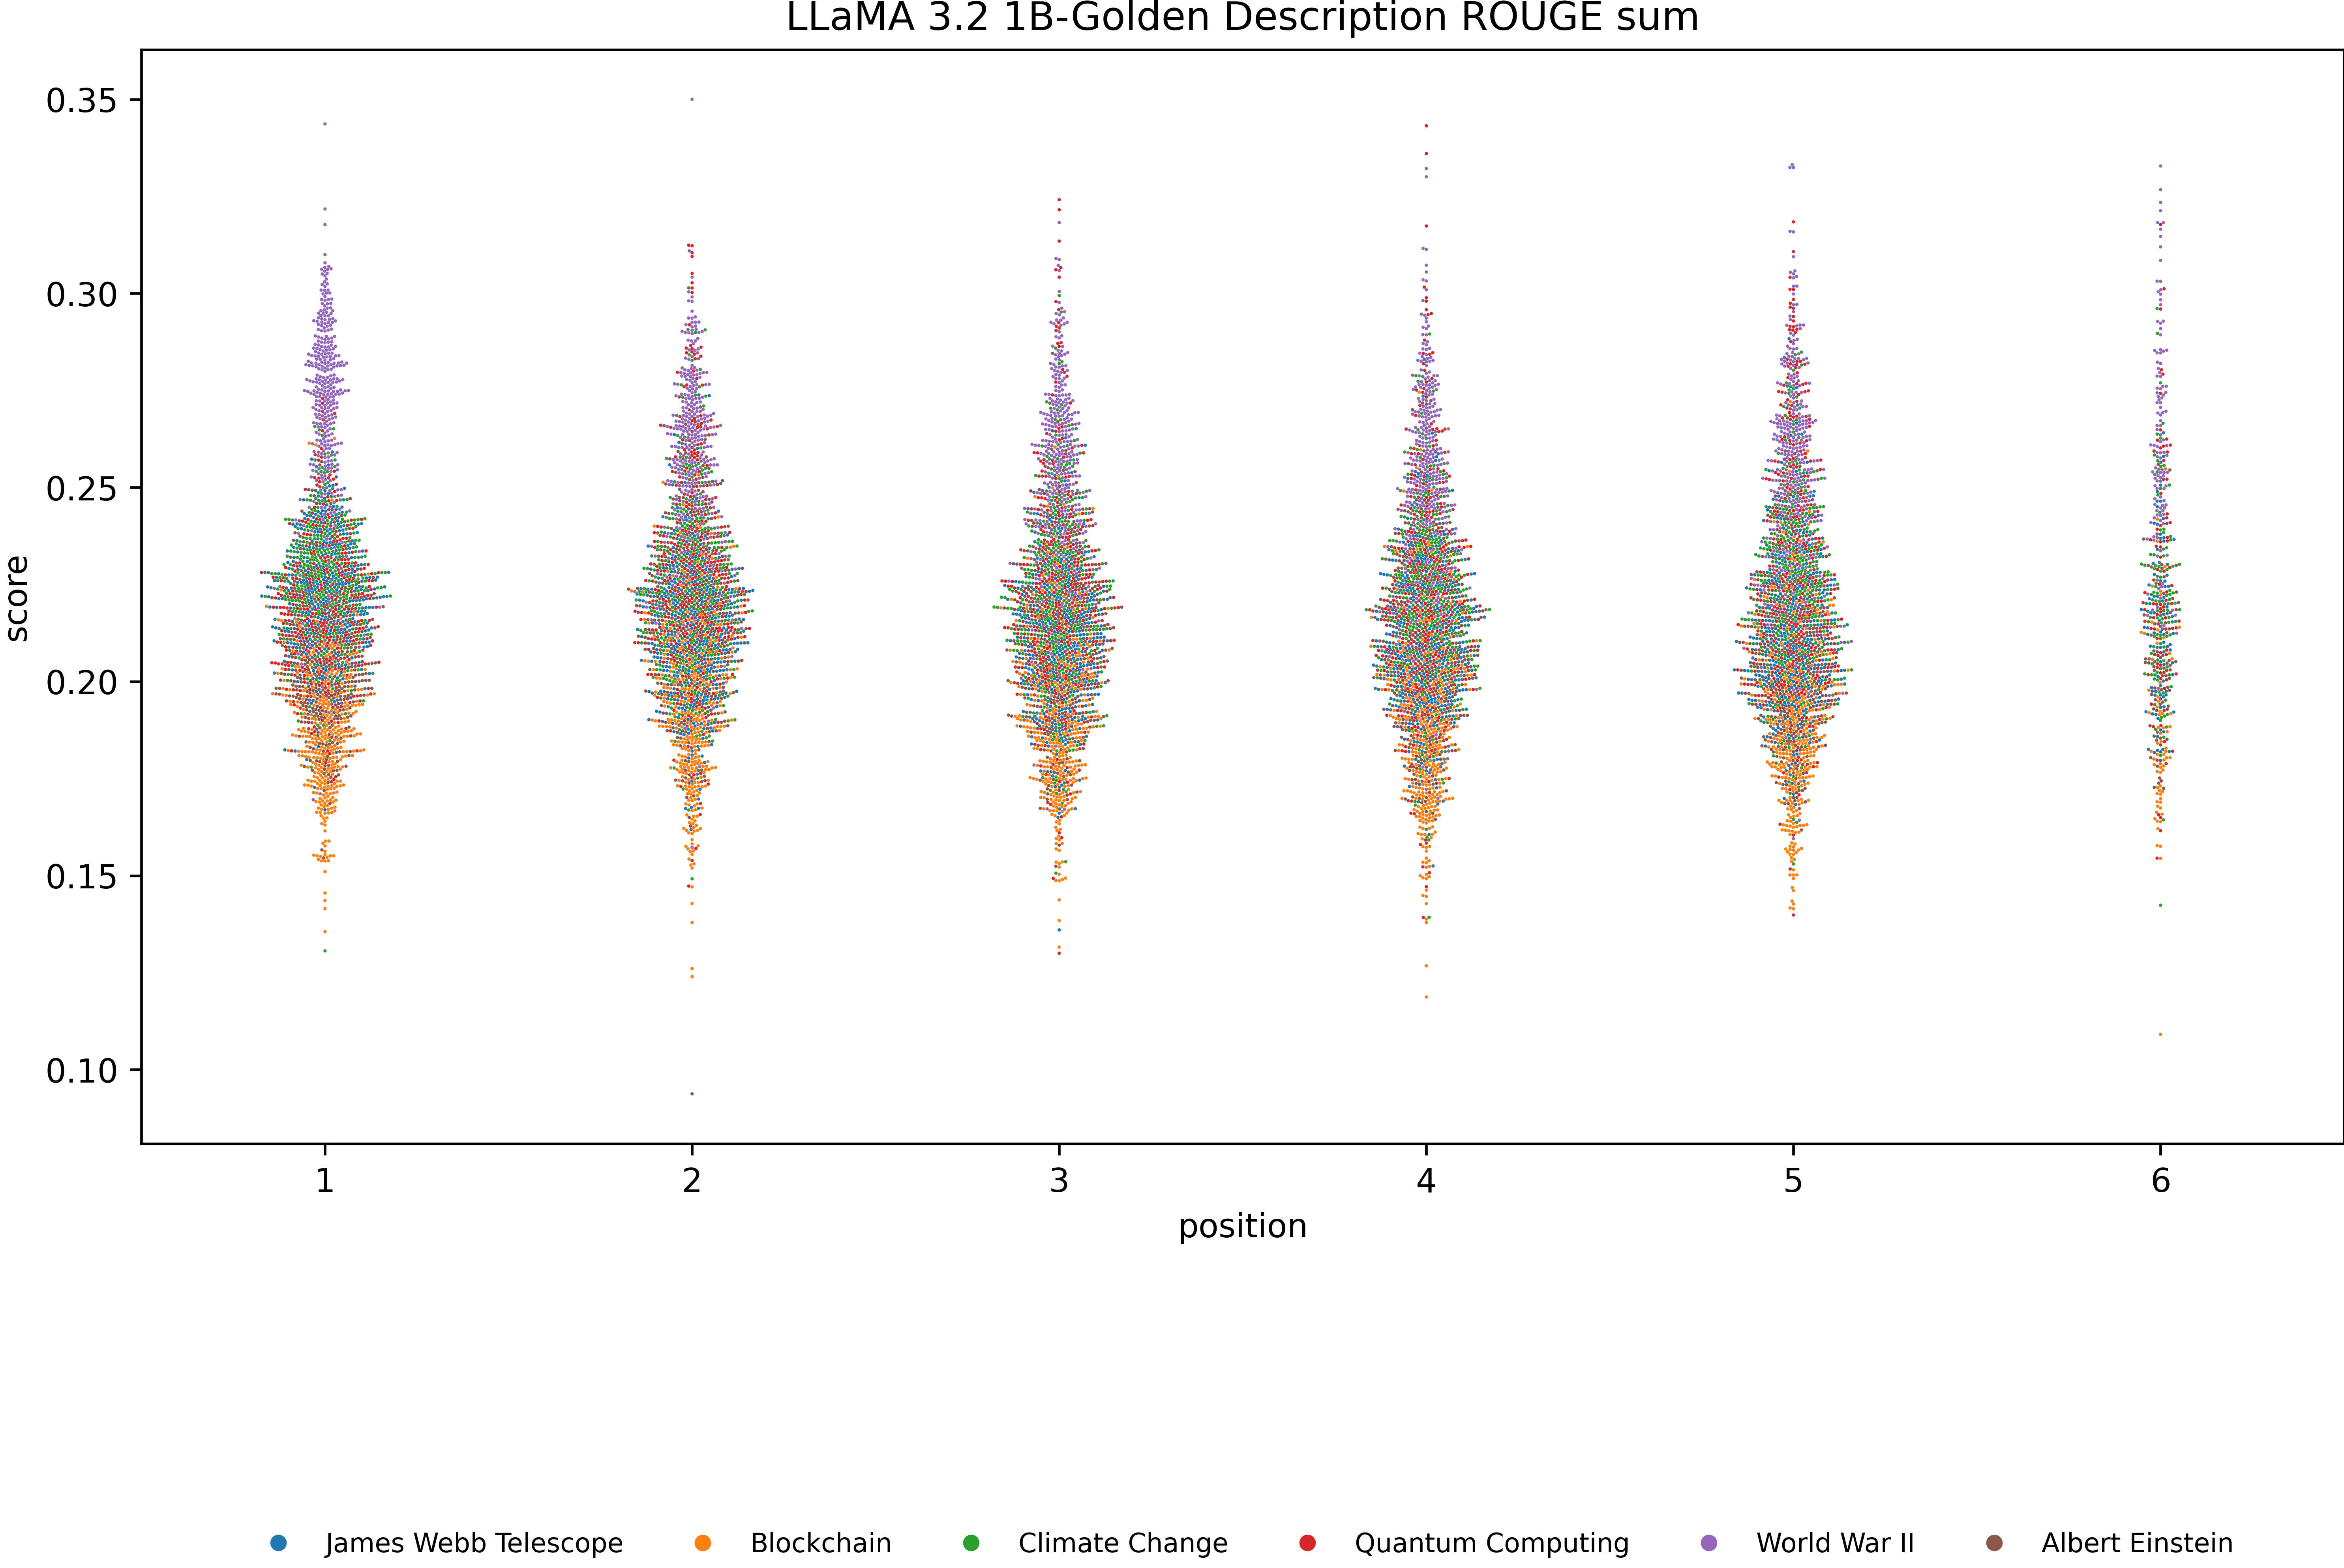 LLaMA 3.2 1B-Golden Description ROUGE sum
0.35
0.30
0.25
0.20
0.15
0.10
score
1 2 3 4 5 6
position
James Webb Telescope Blockchain Climate Change Quantum Computing World War II Albert Einstein